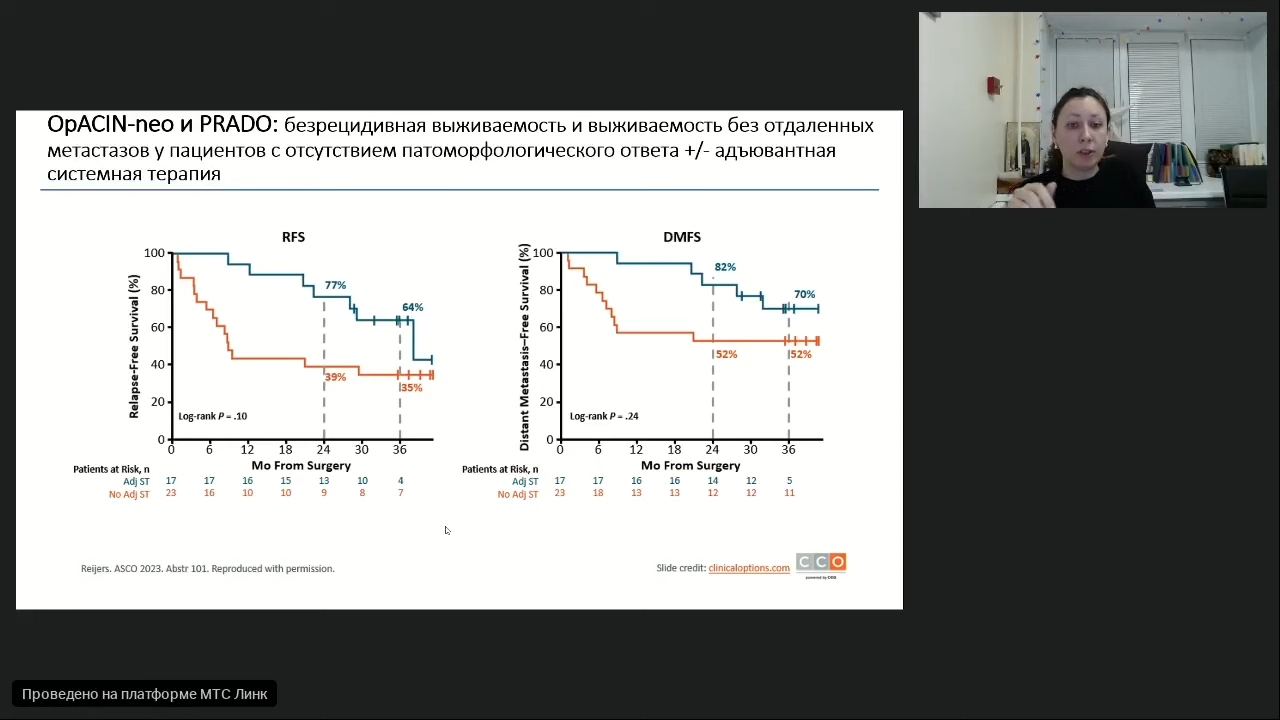 OpACIN-neo и PRADO: безрецидивная выживаемость и выживаемость без отдаленных
метастазов у пациентов с отсутствием патоморфологического ответа +/- адъювантная
системная терапия
RFS
Relapse-Free Survival (%)
100
80
60
40
20
0
77%
64%
39%
35%
Log-rank P = .10
0 6 12 18 24 30 36
Mo From Surgery
Patients at Risk, n
Adj ST 17 17 16 15 13 10 4
No Adj ST 23 16 10 10 9 8 7
DMFS
Distant Metastasis–Free Survival (%)
100
80
60
40
20
0
82%
70%
52%
52%
Log-rank P = .24
0 6 12 18 24 30 36
Mo From Surgery
Patients at Risk, n
Adj ST 17 17 16 16 14 12 5
No Adj ST 23 18 13 13 12 12 11
Reijers. ASCO 2023. Abstr 101. Reproduced with permission.
Slide credit: clinicaloptions.com
CCO
Проведено на платформе МТС Линк